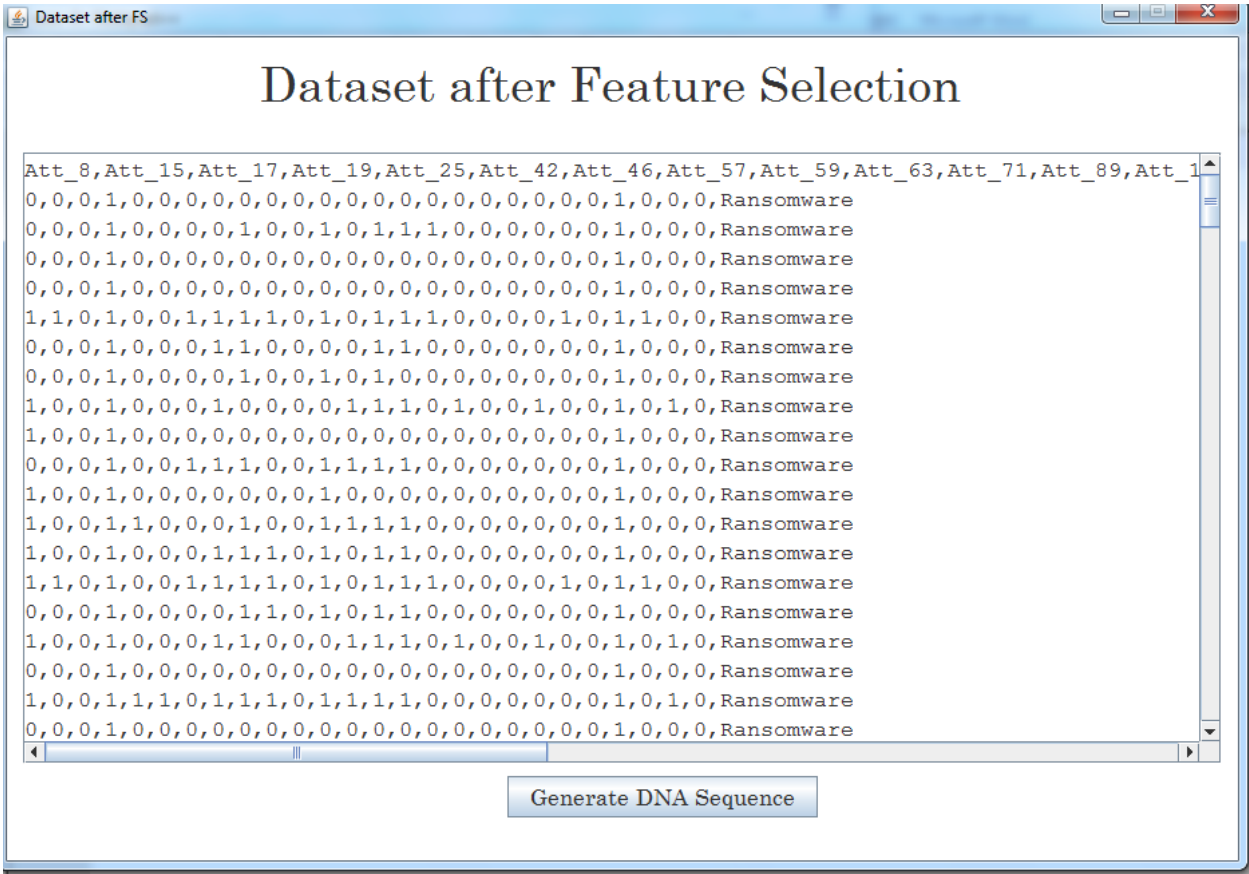 Dataset after FS
Dataset after Feature Selection
Att_8,Att_15,Att_17,Att_19,Att_25,Att_42,Att_46,Att_57,Att_59,Att_63,Att_71,Att_89,Att_1
0,0,0,1,0,0,0,0,0,0,0,0,0,0,0,0,0,0,0,0,0,0,1,0,0,0,Ransomware
0,0,0,1,0,0,0,0,1,0,0,1,0,1,1,1,0,0,0,0,0,0,1,0,0,0,Ransomware
0,0,0,1,0,0,0,0,0,0,0,0,0,0,0,0,0,0,0,0,0,0,1,0,0,0,Ransomware
0,0,0,1,0,0,0,0,0,0,0,0,0,0,0,0,0,0,0,0,0,0,1,0,0,0,Ransomware
1,1,0,1,0,0,1,1,1,1,0,1,0,1,1,1,0,0,0,0,1,0,1,1,0,0,Ransomware
0,0,0,1,0,0,0,1,1,0,0,0,0,1,1,0,0,0,0,0,0,0,1,0,0,0,Ransomware
0,0,0,1,0,0,0,0,1,0,0,1,0,1,0,0,0,0,0,0,0,0,1,0,0,0,Ransomware
1,0,0,1,0,0,0,1,0,0,0,0,1,1,1,0,1,0,0,1,0,0,1,0,1,0,Ransomware
1,0,0,1,0,0,0,0,0,0,0,0,0,0,0,0,0,0,0,0,0,0,1,0,0,0,Ransomware
0,0,0,1,0,0,1,1,1,0,0,1,1,1,1,0,0,0,0,0,0,0,1,0,0,0,Ransomware
1,0,0,1,0,0,0,0,0,0,0,1,0,0,0,0,0,0,0,0,0,0,1,0,0,0,Ransomware
1,0,0,1,1,0,0,0,1,0,0,1,1,1,1,0,0,0,0,0,0,0,1,0,0,0,Ransomware
1,0,0,1,0,0,0,1,1,1,0,1,0,1,1,0,0,0,0,0,0,0,1,0,0,0,Ransomware
1,1,0,1,0,0,1,1,1,1,0,1,0,1,1,1,0,0,0,0,1,0,1,1,0,0,Ransomware
0,0,0,1,0,0,0,0,1,1,0,1,0,1,1,0,0,0,0,0,0,0,1,0,0,0,Ransomware
1,0,0,1,0,0,0,1,1,0,0,0,1,1,1,0,1,0,0,1,0,0,1,0,1,0,Ransomware
0,0,0,1,0,0,0,0,0,0,0,0,0,0,0,0,0,0,0,0,0,0,1,0,0,0,Ransomware
1,0,0,1,1,1,0,1,1,1,0,1,1,1,1,0,0,0,0,0,0,0,1,0,1,0,Ransomware
0,0,0,1,0,0,0,0,0,0,0,0,0,0,0,0,0,0,0,0,0,0,1,0,0,0,Ransomware
Generate DNA Sequence